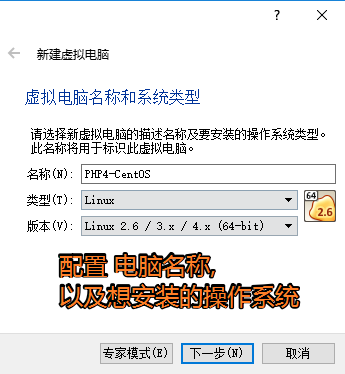 ?
新建虚拟电脑
虚拟电脑名称和系统类型
请选择新虚拟电脑的描述名称及要安装的操作系统类型。
此名称将用于标识此虚拟电脑。
名称(N): PHP4-CentOS
类型(T): Linux
64
版本(V): Linux 2.6 / 3.x / 4.x (64-bit)
2.6
配置 电脑名称,
以及想安装的操作系统
专家模式(E) 下一步(N) 取消